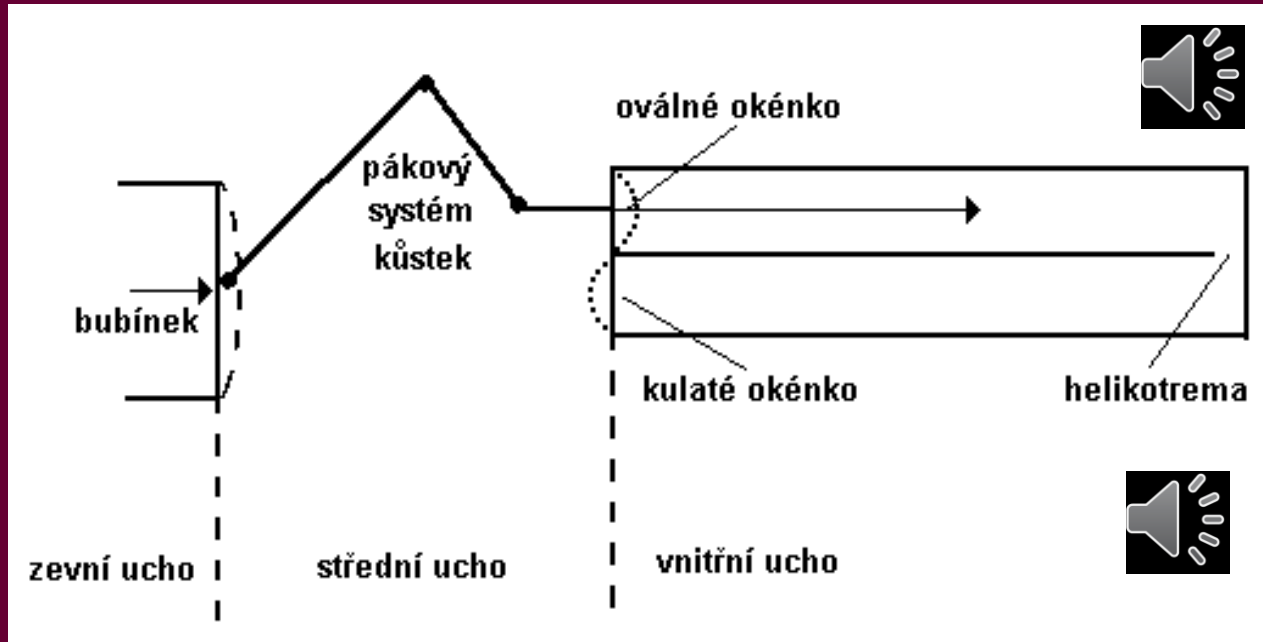 oválné okénko
pákový
systém
kůstek
bubínek
kulaté okénko
helikotrema
zevní ucho
střední ucho
vnitřní ucho